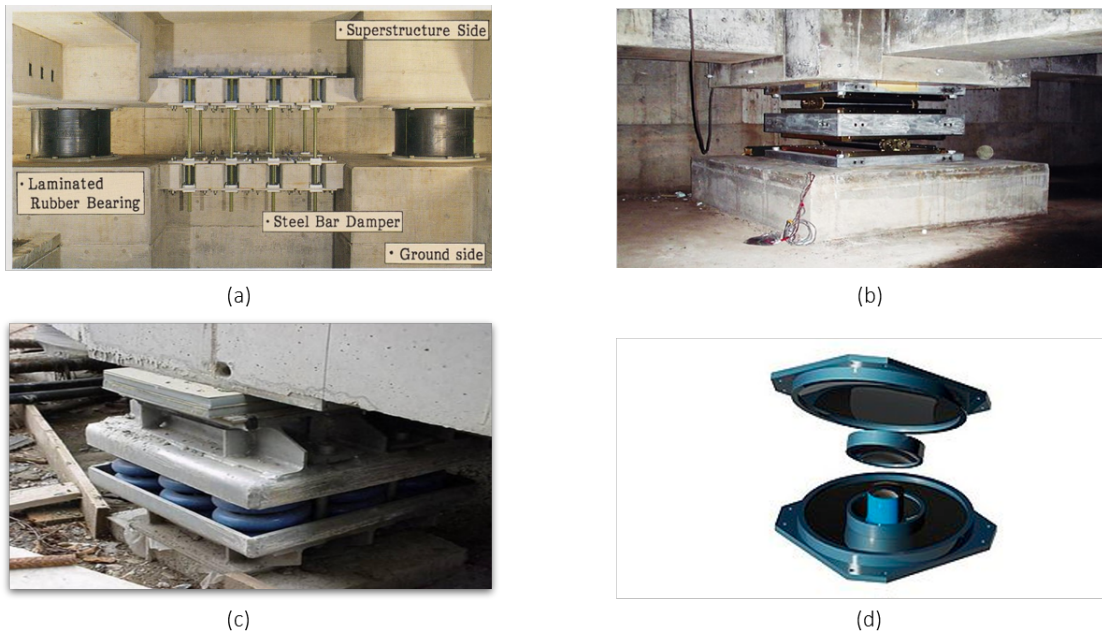 · Superstructure Side
· Laminated
Rubber Bearing
· Steel Bar Damper
· Ground side
(a)
(b)
(c)
(d)